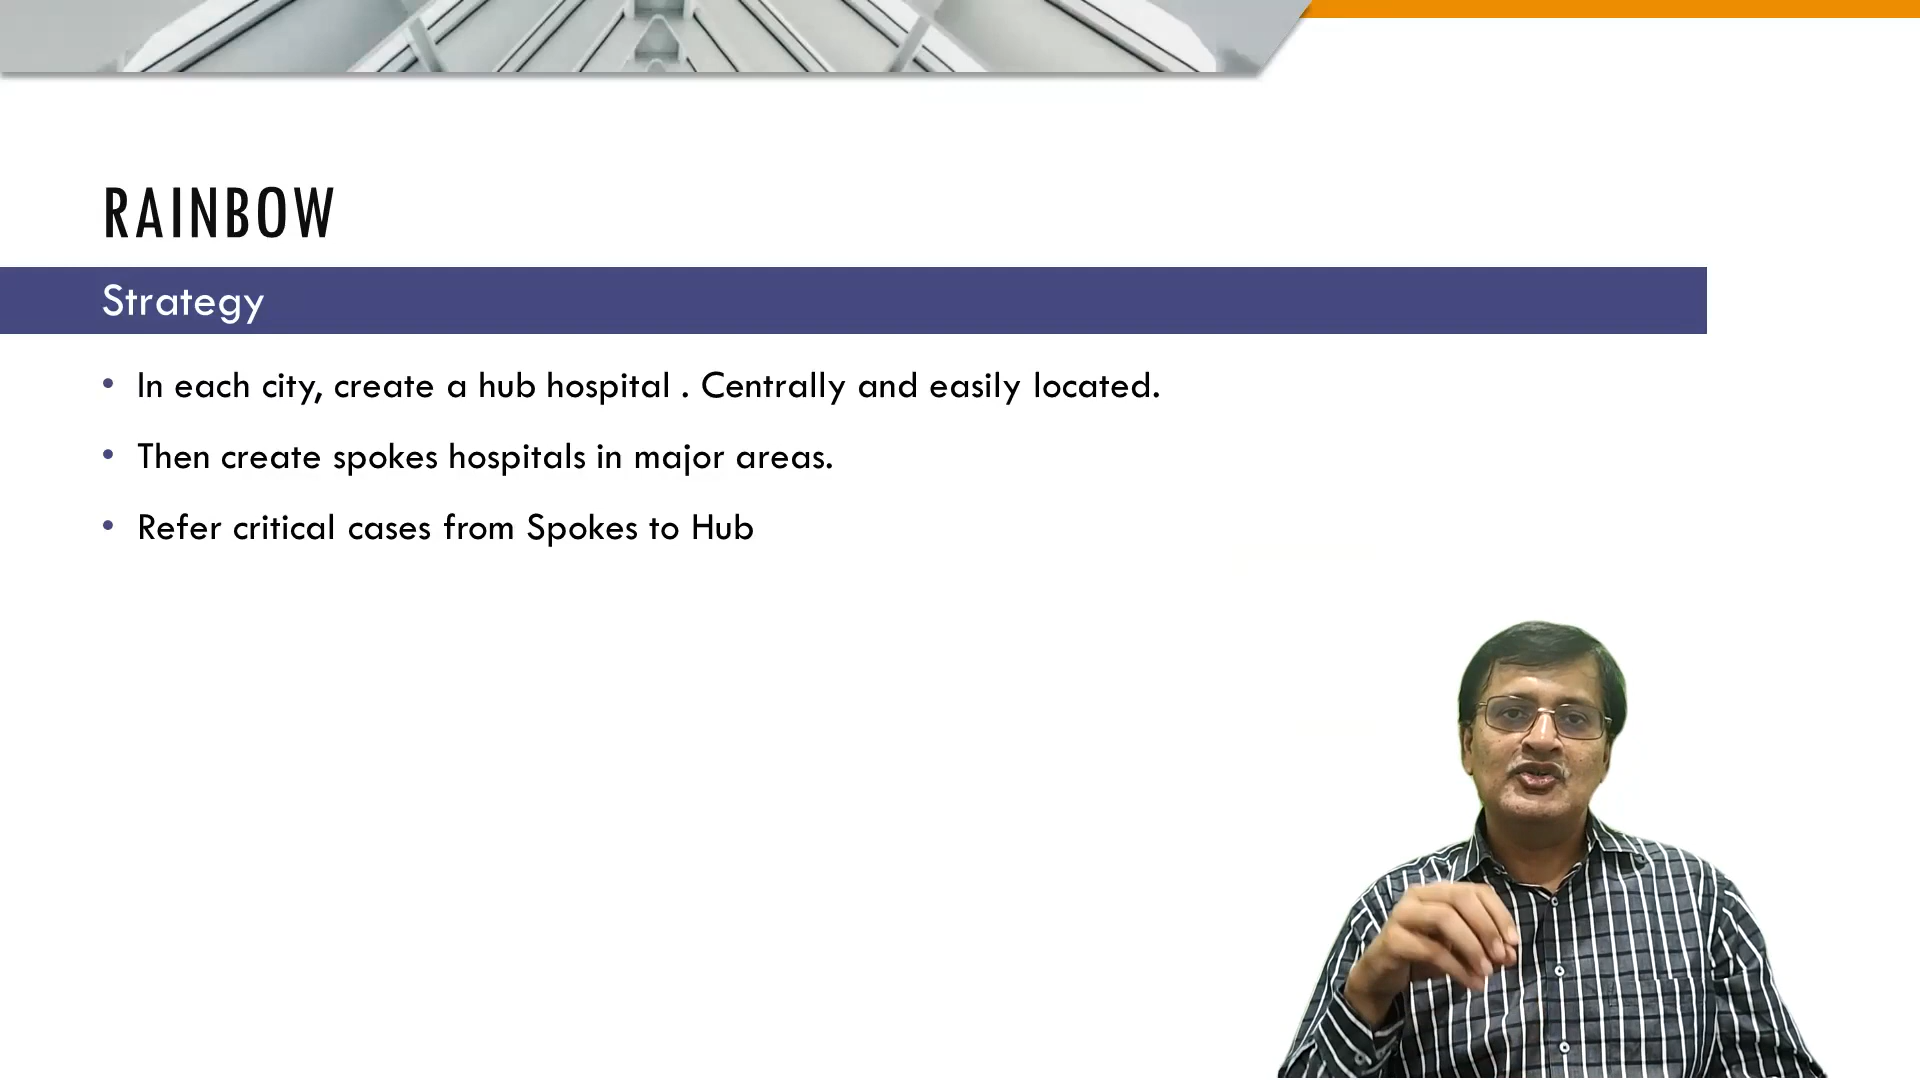 RAINBOW
Strategy
• In each city, create a hub hospital . Centrally and easily located.
• Then create spokes hospitals in major areas.
• Refer critical cases from Spokes to Hub